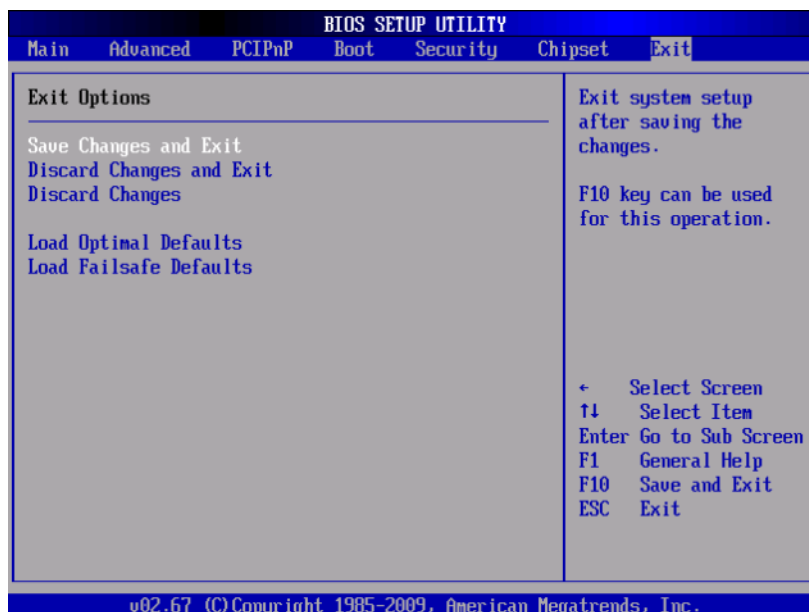 BIOS SETUP UTILITY
Main Advanced PCIPnP Boot Security Chipset Exit
Exit Options
Save Changes and Exit
Discard Changes and Exit
Discard Changes
Load Optimal Defaults
Load Failsafe Defaults
Exit system setup
after saving the
changes.
F10 key can be used
for this operation.
← Select Screen
↑↓ Select Item
Enter Go to Sub Screen
F1 General Help
F10 Save and Exit
ESC Exit
v02.67 (C)Copyright 1985-2009, American Megatrends, Inc.